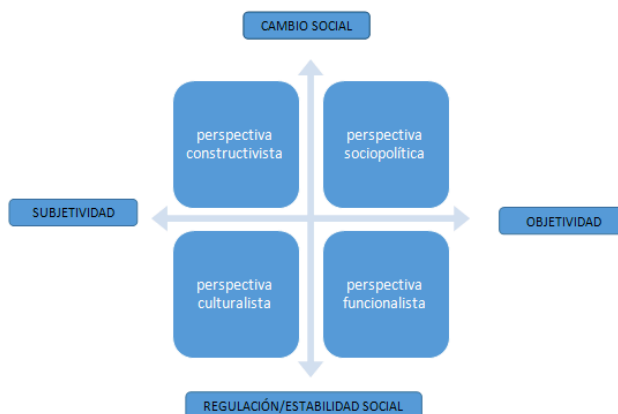 CAMBIO SOCIAL
perspectiva
constructivista
perspectiva
sociopolítica
SUBJETIVIDAD
OBJETIVIDAD
perspectiva
culturalista
perspectiva
funcionalista
REGULACIÓN/ESTABILIDAD SOCIAL